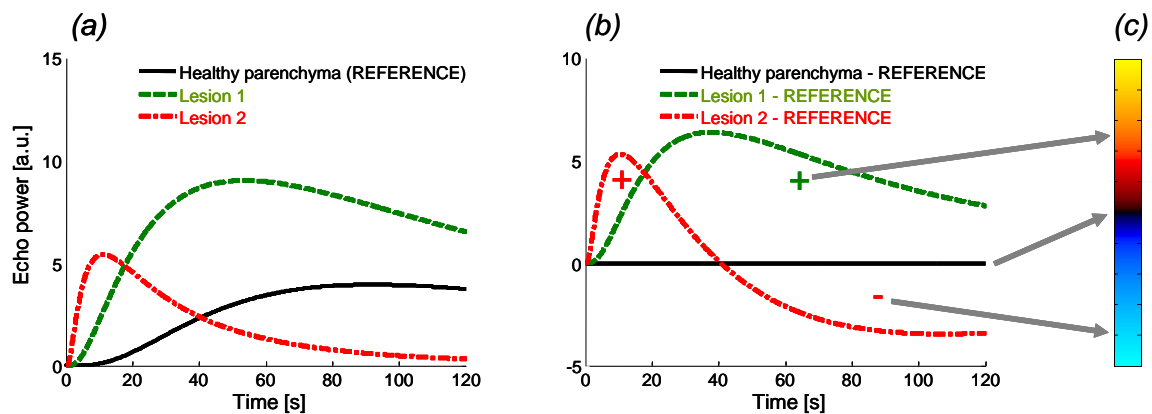 (a)
15
Healthy parenchyma (REFERENCE)
Lesion 1
Lesion 2
10
5
0
Echo power [a.u.]
0 20 40 60 80 100 120
Time [s]
(b)
10
Healthy parenchyma - REFERENCE
Lesion 1 - REFERENCE
Lesion 2 - REFERENCE
5
+ +
0
-
-5
0 20 40 60 80 100 120
Time [s]
(c)